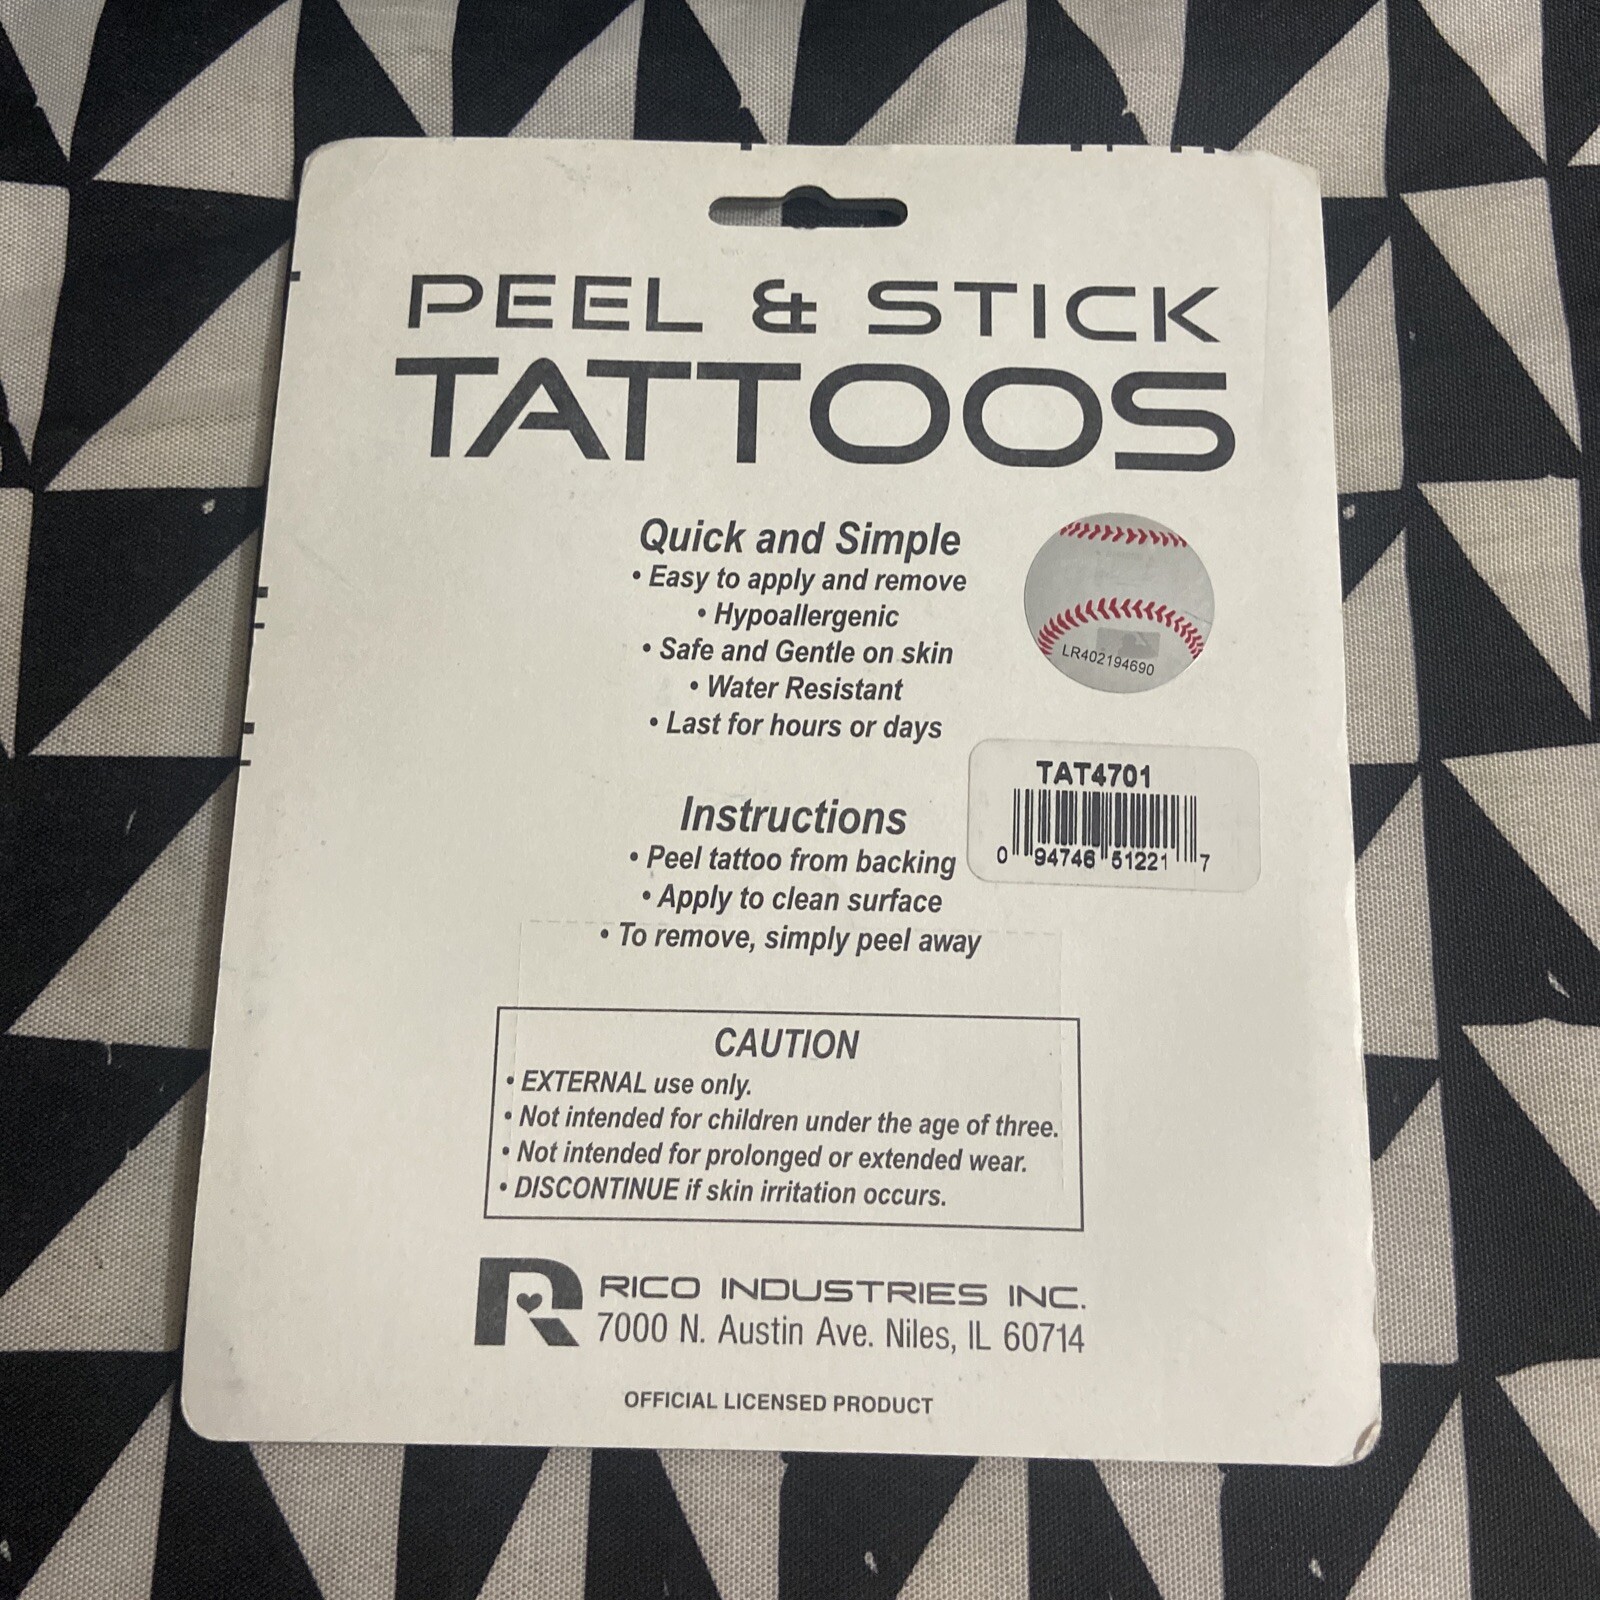 PEEL & STICK
TATTOOS
Quick and Simple
• Easy to apply and remove
• Hypoallergenic
• Safe and Gentle on skin
• Water Resistant
• Last for hours or days
LR402194690
TAT4701
0 94746 51221 7
Instructions
• Peel tattoo from backing
• Apply to clean surface
• To remove, simply peel away
CAUTION
• EXTERNAL use only.
• Not intended for children under the age of three.
• Not intended for prolonged or extended wear.
• DISCONTINUE if skin irritation occurs.
RICO INDUSTRIES INC.
7000 N. Austin Ave. Niles, IL 60714
OFFICIAL LICENSED PRODUCT